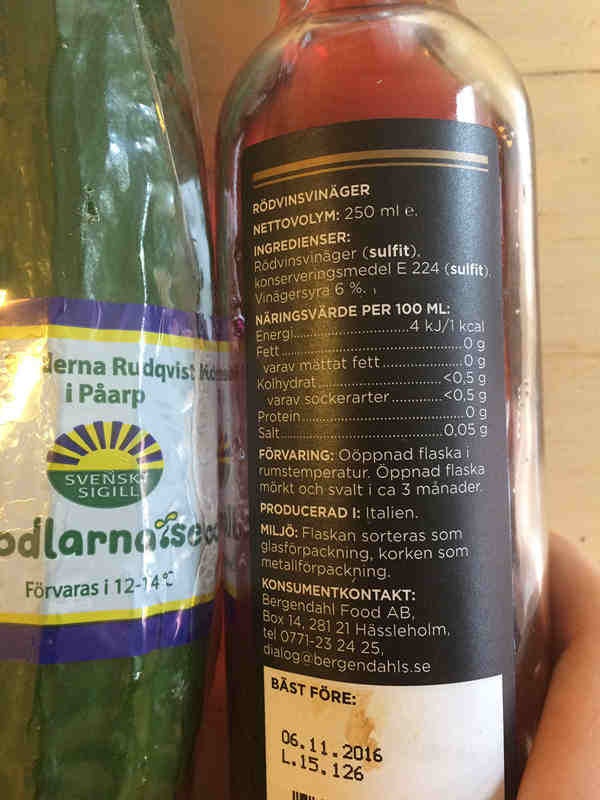 derna Rudqvist
i Påarp
SVENSKT
SIGILL
odlarna i se
Förvaras i 12-14 °C
RÖDVINSVINÄGER
NETTOVOLYM: 250 ml e.
INGREDIENSER:
Rödvinsvinäger (sulfit),
konserveringsmedel E 224 (sulfit).
Vinägersyra 6 %.
NÄRINGSVÄRDE PER 100 ML:
Energi..........................4 kJ/1 kcal
Fett......................................0 g
varav mättat fett................0 g
Kolhydrat..........................<0,5 g
varav sockerarter............<0,5 g
Protein..................................0 g
Salt.....................................0,05 g
FÖRVARING: Oöppnad flaska i
rumstemperatur. Öppnad flaska
mörkt och svalt i ca 3 månader.
PRODUCERAD I: Italien.
MILJÖ: Flaskan sorteras som
glasförpackning, korken som
metallförpackning.
KONSUMENTKONTAKT:
Bergendahl Food AB,
Box 14, 281 21 Hässleholm,
tel 0771-23 24 25,
dialog@bergendahls.se
BÄST FÖRE:
06.11.2016
L.15.126